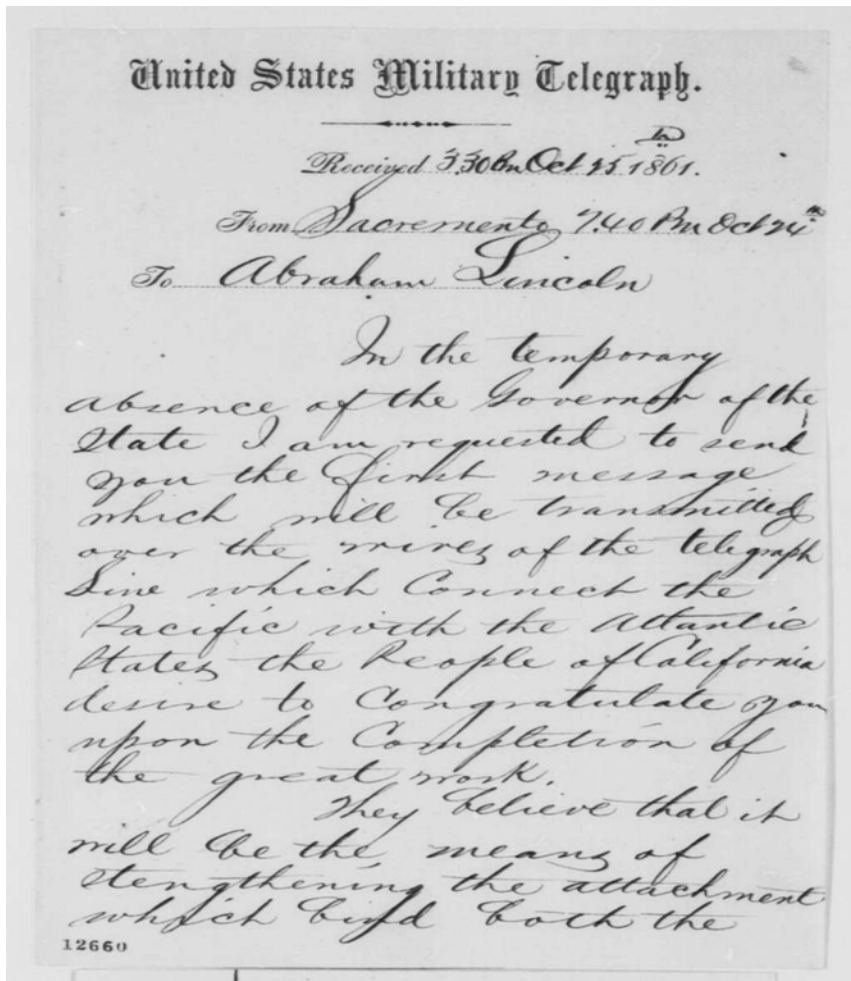 United States Military Telegraph.
Received 3.30 Pm Oct 25 1861.
From Sacremento 7.40 Pm Oct 24th
To Abraham Lincoln
In the temporary
absence of the Governor of the
State I am requested to send
you the first message
which will be transmitted
over the wires of the telegraph
Line which Connect the
Pacific with the Atlantic
States the People of California
desire to Congratulate you
upon the Completion of
the great work.
They believe that it
will be the means of
stengthening the attachment
which bind both the
12660